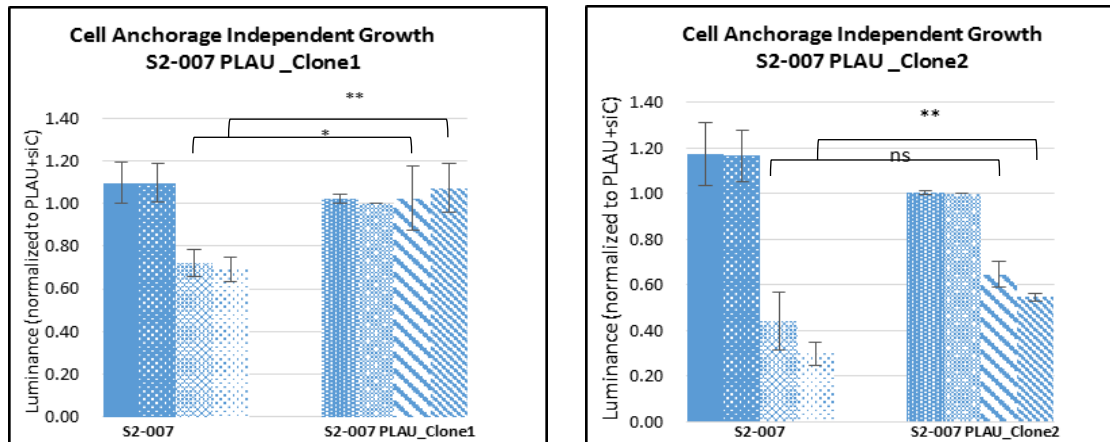 Cell Anchorage Independent Growth
S2-007 PLAU _Clone1
Luminance (normalized to PLAU+siC)
1.40
1.20
1.00
0.80
0.60
0.40
0.20
0.00
**
*
S2-007
S2-007 PLAU_Clone1
Cell Anchorage Independent Growth
S2-007 PLAU _Clone2
Luminance (normalized to PLAU+siC)
1.40
1.20
1.00
0.80
0.60
0.40
0.20
0.00
**
ns
S2-007
S2-007 PLAU_Clone2